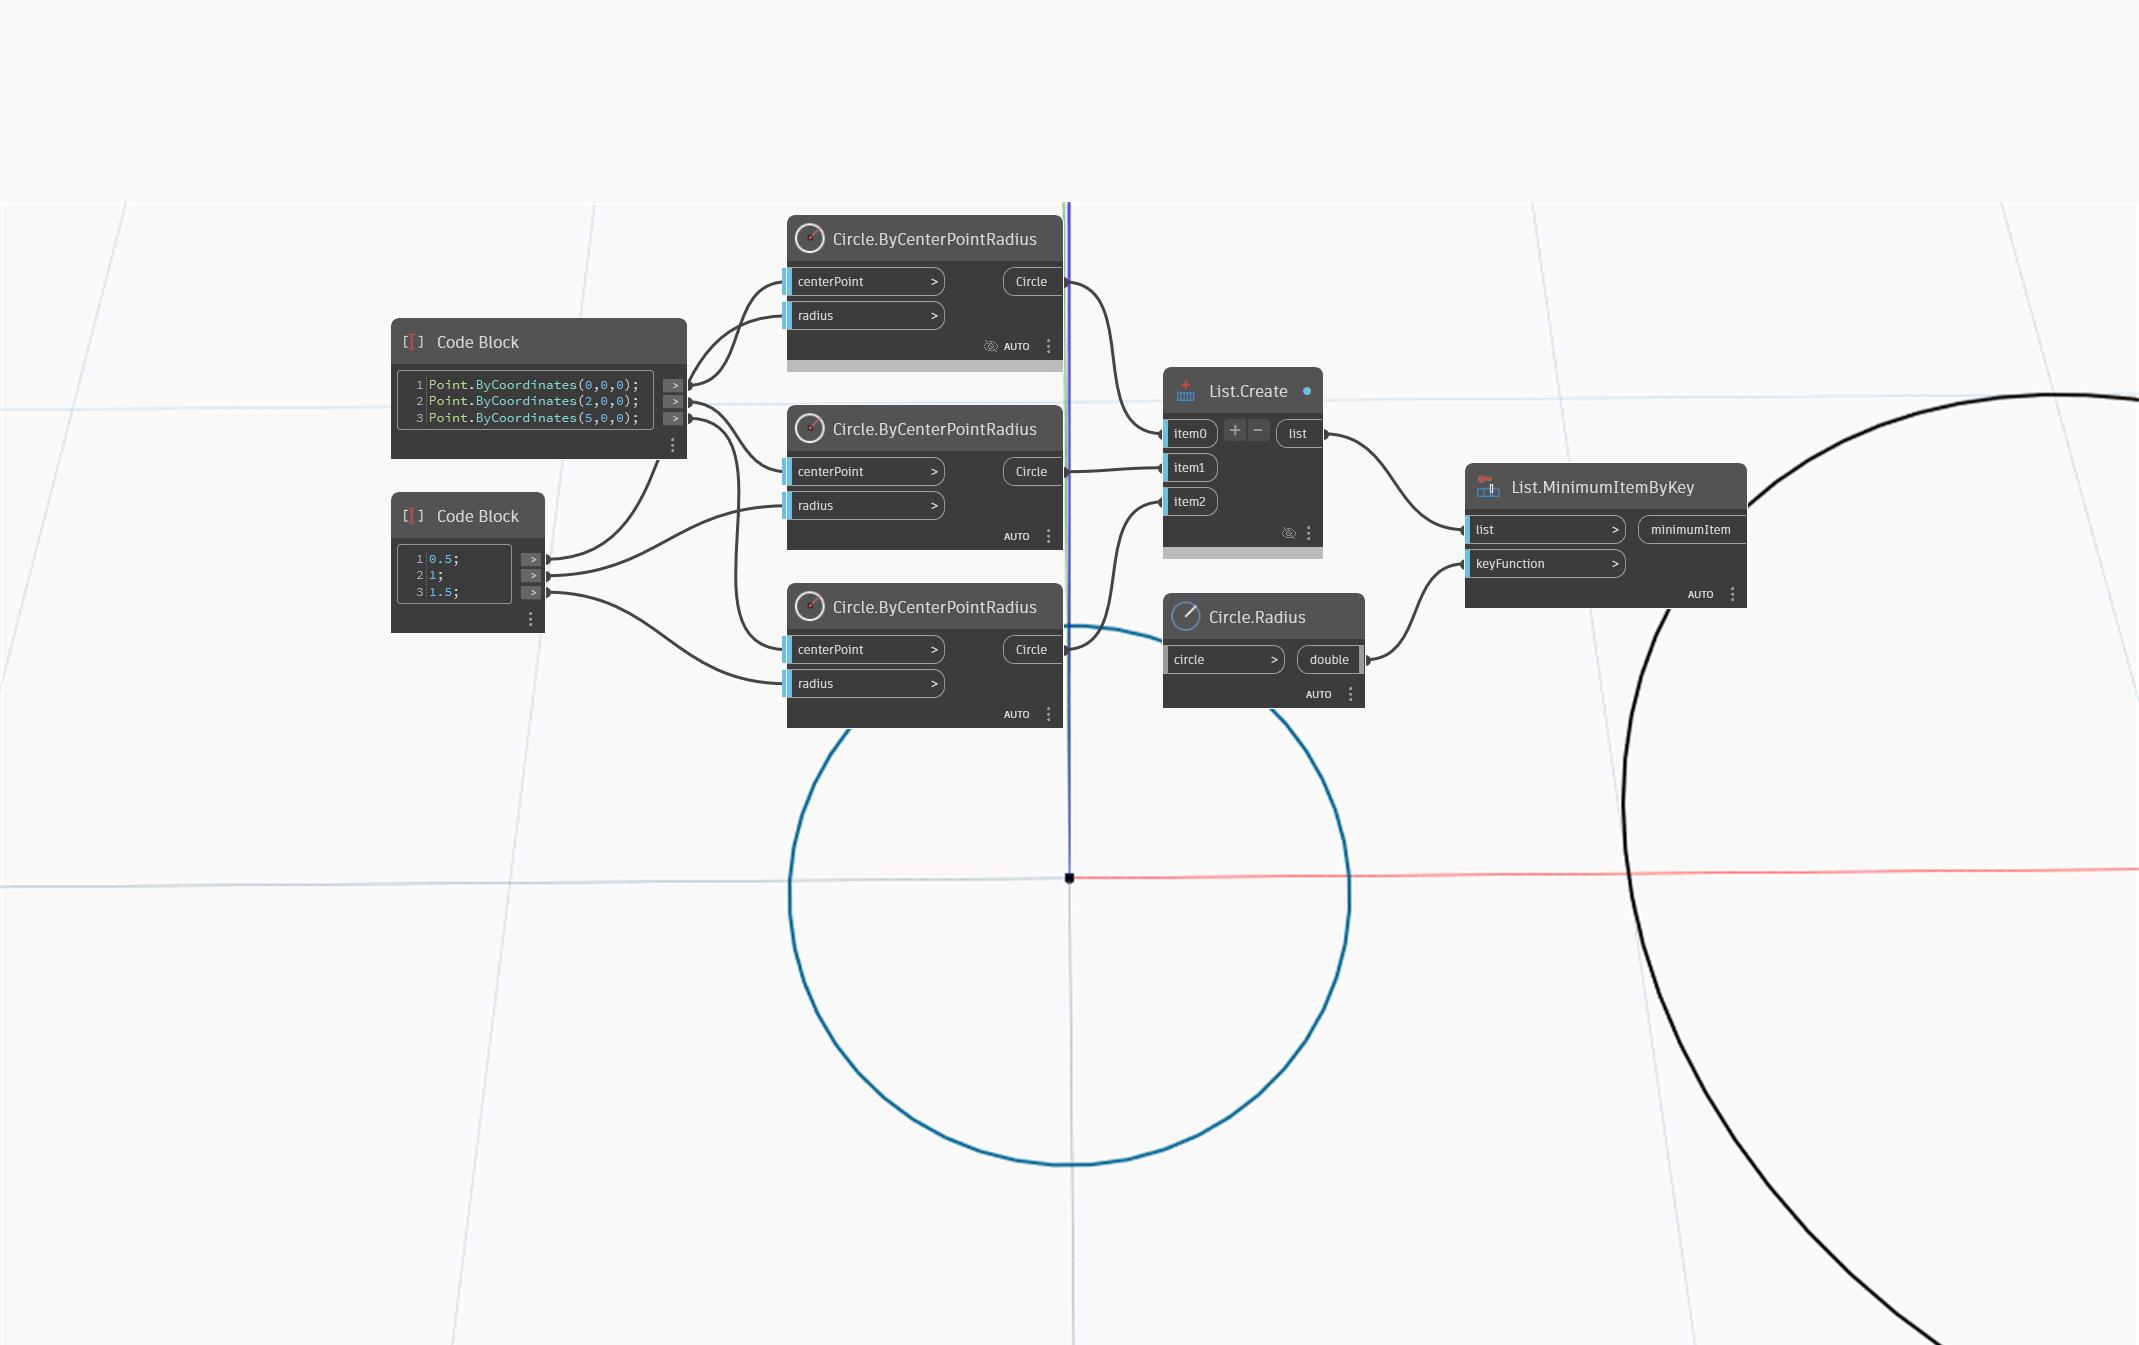 Circle.ByCenterPointRadius
centerPoint > Circle
radius >
AUTO
Code Block
1 Point.ByCoordinates(0,0,0); >
2 Point.ByCoordinates(2,0,0); >
3 Point.ByCoordinates(5,0,0); >
Code Block
1 0.5; >
2 1; >
3 1.5; >
Circle.ByCenterPointRadius
centerPoint > Circle
radius >
AUTO
Circle.ByCenterPointRadius
centerPoint > Circle
radius >
AUTO
List.Create
item0 + − list
item1
item2
Circle.Radius
circle > double
AUTO
List.MinimumItemByKey
list > minimumItem
keyFunction >
AUTO